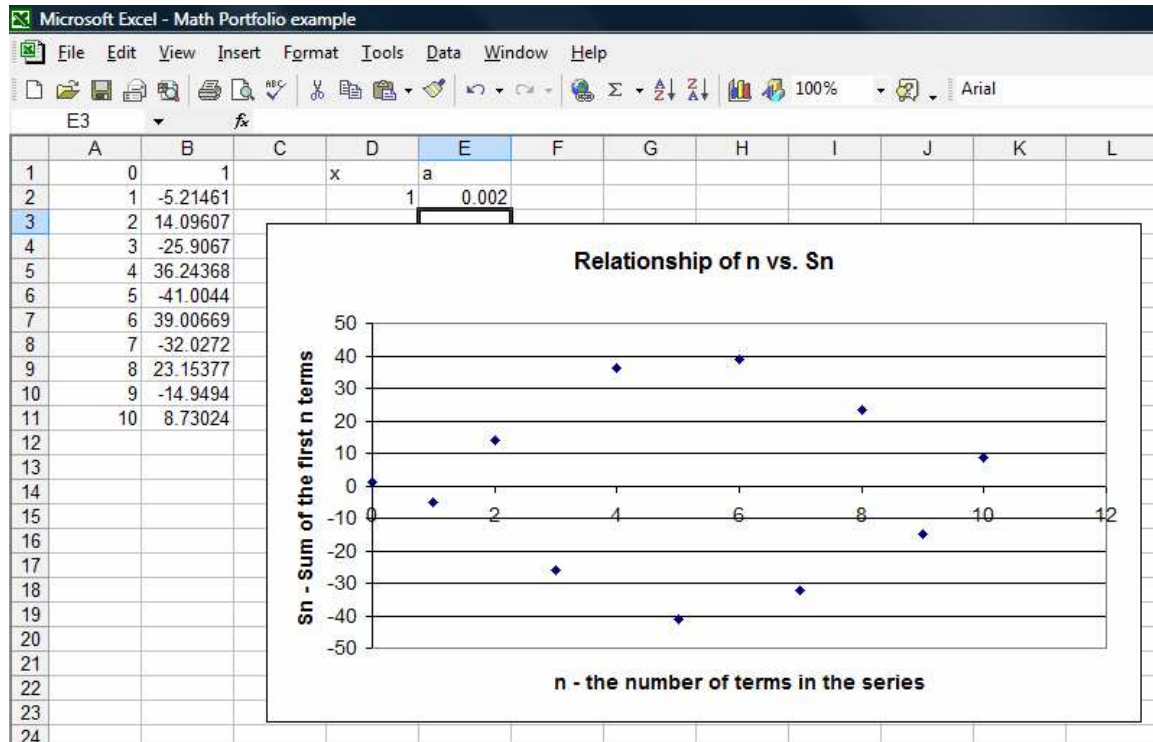 Microsoft Excel - Math Portfolio example
File Edit View Insert Format Tools Data Window Help
ABC Σ A Z Z A 100% Arial
E3 fx
A B C D E F G H I J K L
1 0 1 x a
2 1 -5.21461 1 0.002
3 2 14.09607
4 3 -25.9067
5 4 36.24368
6 5 -41.0044
7 6 39.00669
8 7 -32.0272
9 8 23.15377
10 9 -14.9494
11 10 8.73024
12
13
14
15
16
17
18
19
20
21
22
23
24
Relationship of n vs. Sn
Sn - Sum of the first n terms
50
40
30
20
10
0
-10
-20
-30
-40
-50
0 2 4 6 8 10 12
n - the number of terms in the series